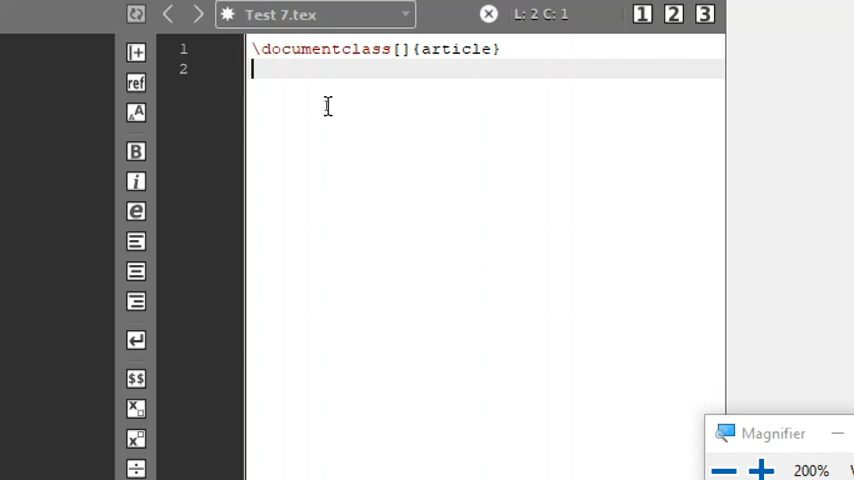 Test 7.tex
L: 2 C: 1
1 2 3
1 \documentclass[]{article}
2
ref
A A
B
i
e
$$
x
x
Magnifier
200%